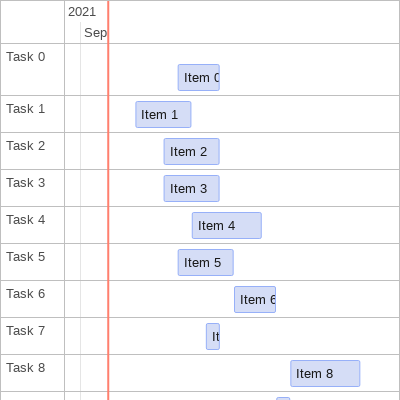 2021
Sep
Task 0
Item 0
Task 1
Item 1
Task 2
Item 2
Task 3
Item 3
Task 4
Item 4
Task 5
Item 5
Task 6
Item 6
Task 7
It
Task 8
Item 8